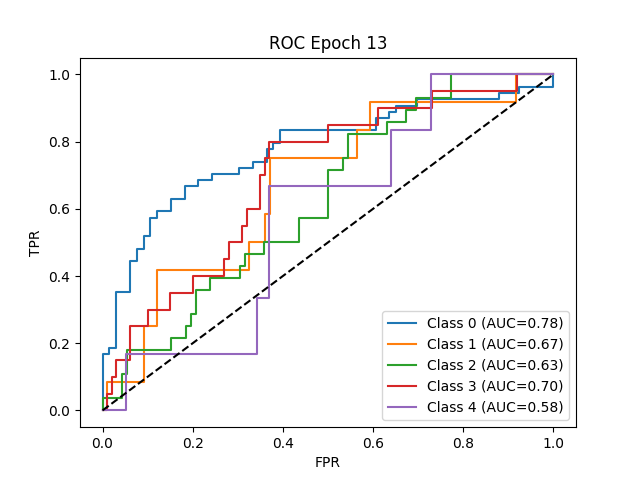 ROC Epoch 13
TPR
1.0
0.8
0.6
0.4
0.2
0.0
Class 0 (AUC=0.78)
Class 1 (AUC=0.67)
Class 2 (AUC=0.63)
Class 3 (AUC=0.70)
Class 4 (AUC=0.58)
0.0 0.2 0.4 0.6 0.8 1.0
FPR